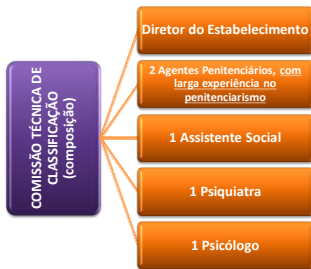 COMISSÃO TÉCNICA DE
CLASSIFICAÇÃO
(composição)
Diretor do Estabelecimento
2 Agentes Penitenciários, com
larga experiência no
penitenciarismo
1 Assistente Social
1 Psiquiatra
1 Psicólogo